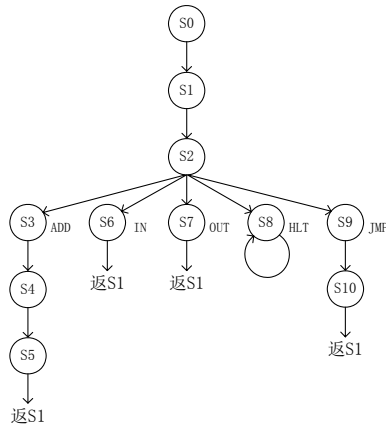 S0
S1
S2
S3 ADD S6 IN S7 OUT S8 HLT S9 JMP
S4 返S1 返S1 S10
S5 返S1
返S1